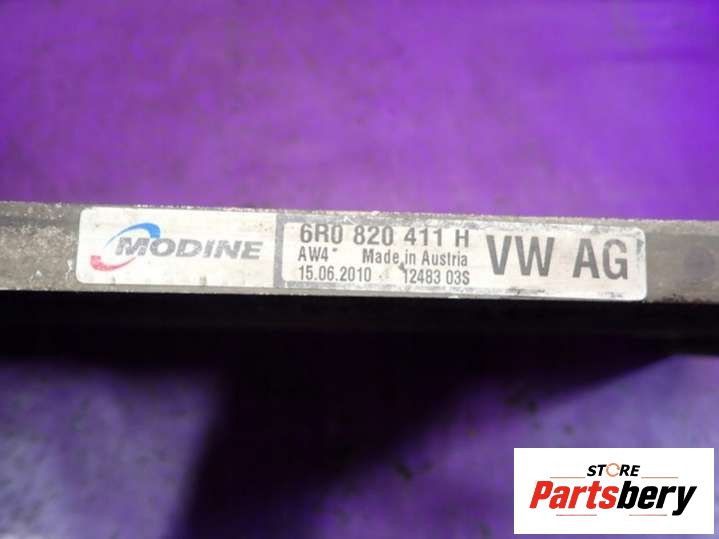 MODINE
6R0 820 411 H
AW4* Made in Austria
15.06.2010 12483 03S
VW AG
STORE
Partsbery